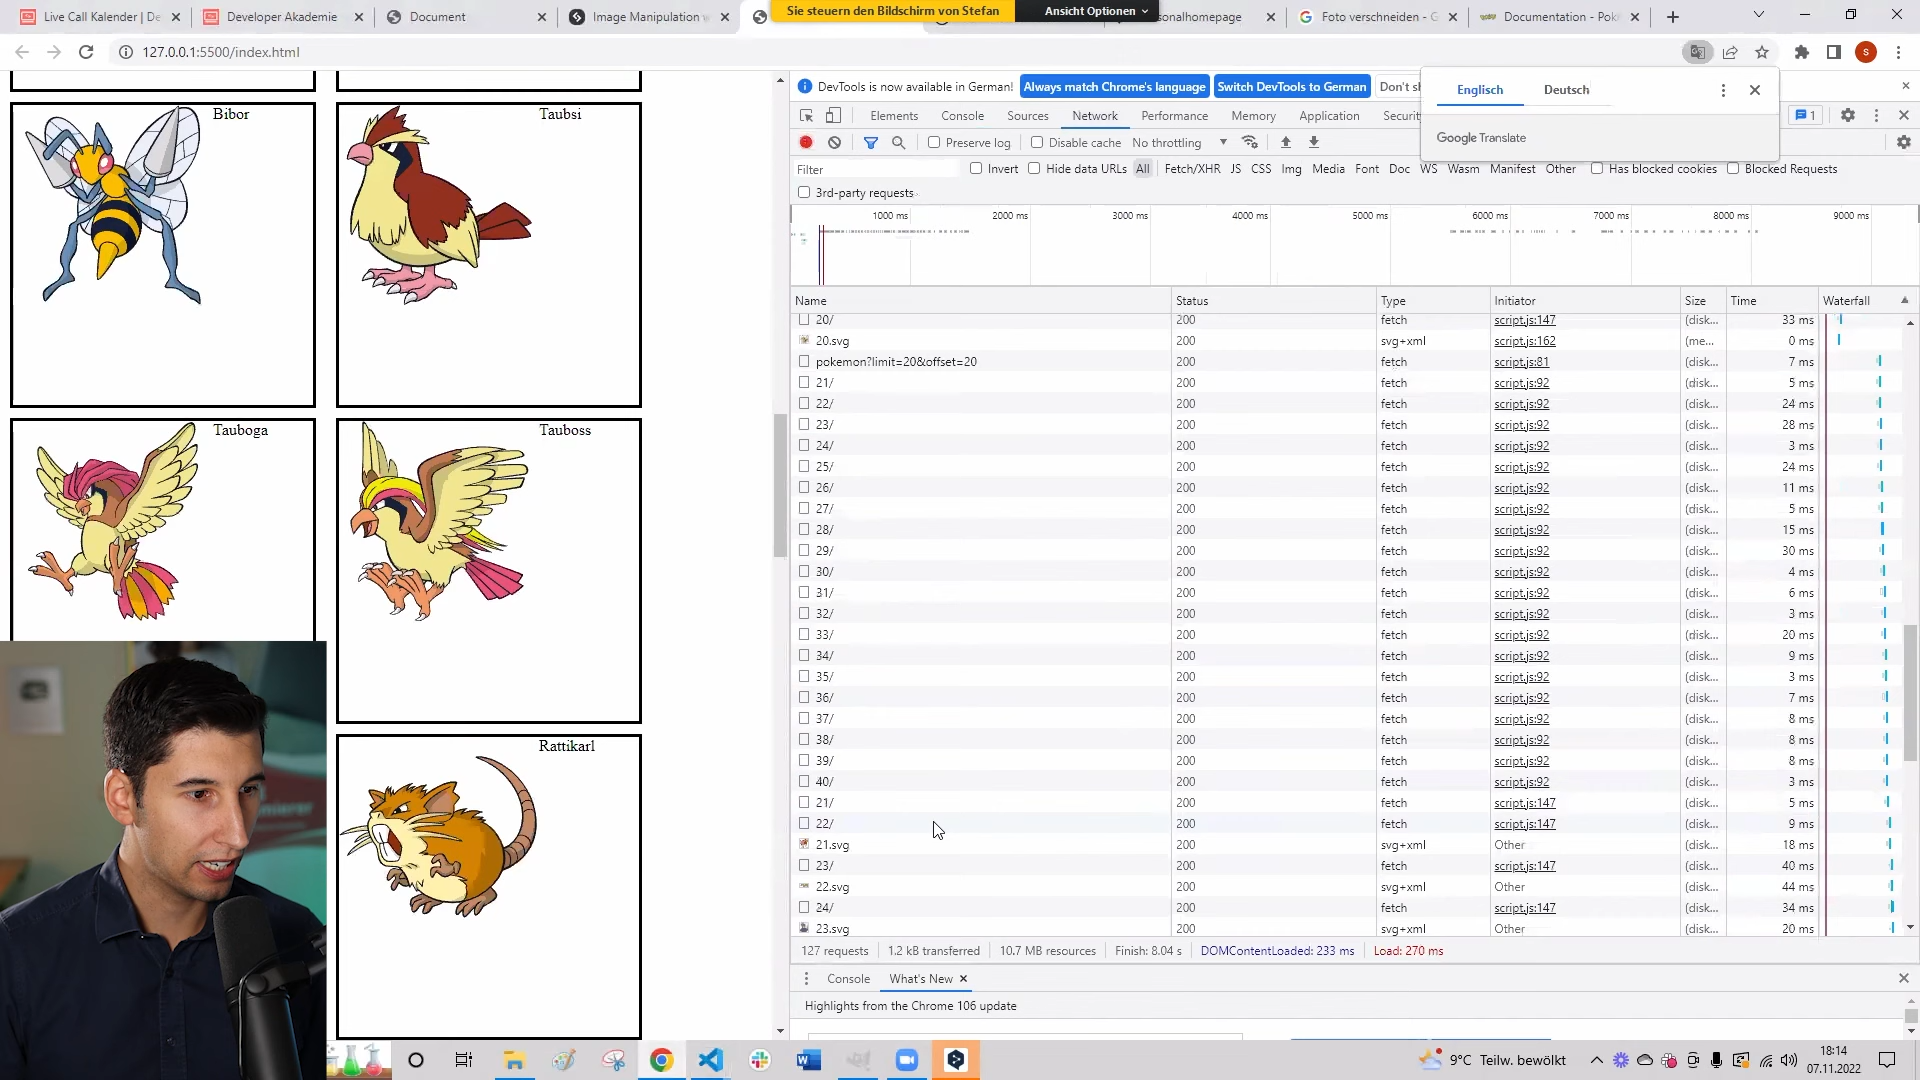 Live Call Kalender | De
Developer Akademie
Document
Image Manipulation
Sie steuern den Bildschirm von Stefan
Ansicht Optionen
sonalhomepage
Foto verschneiden - G
Documentation - Pok
127.0.0.1:5500/index.html
S
Bibor
Taubsi
Tauboga
Tauboss
Rattikarl
DevTools is now available in German!
Always match Chrome's language
Switch DevTools to German
Don't sh
Englisch
Deutsch
Google Translate
Elements
Console
Sources
Network
Performance
Memory
Application
Security
1
Preserve log
Disable cache
No throttling
Filter
Invert
Hide data URLs
All
Fetch/XHR
JS
CSS
Img
Media
Font
Doc
WS
Wasm
Manifest
Other
Has blocked cookies
Blocked Requests
3rd-party requests
1000 ms
2000 ms
3000 ms
4000 ms
5000 ms
6000 ms
7000 ms
8000 ms
9000 ms
Name Status Type Initiator Size Time Waterfall
20/ 200 fetch script.js:147 (disk... 33 ms
20.svg 200 svg+xml script.js:162 (me... 0 ms
pokemon?limit=20&offset=20 200 fetch script.js:81 (disk... 7 ms
21/ 200 fetch script.js:92 (disk... 5 ms
22/ 200 fetch script.js:92 (disk... 24 ms
23/ 200 fetch script.js:92 (disk... 28 ms
24/ 200 fetch script.js:92 (disk... 3 ms
25/ 200 fetch script.js:92 (disk... 24 ms
26/ 200 fetch script.js:92 (disk... 11 ms
27/ 200 fetch script.js:92 (disk... 5 ms
28/ 200 fetch script.js:92 (disk... 15 ms
29/ 200 fetch script.js:92 (disk... 30 ms
30/ 200 fetch script.js:92 (disk... 4 ms
31/ 200 fetch script.js:92 (disk... 6 ms
32/ 200 fetch script.js:92 (disk... 3 ms
33/ 200 fetch script.js:92 (disk... 20 ms
34/ 200 fetch script.js:92 (disk... 9 ms
35/ 200 fetch script.js:92 (disk... 3 ms
36/ 200 fetch script.js:92 (disk... 7 ms
37/ 200 fetch script.js:92 (disk... 8 ms
38/ 200 fetch script.js:92 (disk... 8 ms
39/ 200 fetch script.js:92 (disk... 8 ms
40/ 200 fetch script.js:92 (disk... 3 ms
21/ 200 fetch script.js:147 (disk... 5 ms
22/ 200 fetch script.js:147 (disk... 9 ms
21.svg 200 svg+xml Other (disk... 18 ms
23/ 200 fetch script.js:147 (disk... 40 ms
22.svg 200 svg+xml Other (disk... 44 ms
24/ 200 fetch script.js:147 (disk... 34 ms
23.svg 200 svg+xml Other (disk... 20 ms
127 requests
1.2 kB transferred
10.7 MB resources
Finish: 8.04 s
DOMContentLoaded: 233 ms
Load: 270 ms
Console
What's New
Highlights from the Chrome 106 update
9°C Teilw. bewölkt
18:14
07.11.2022